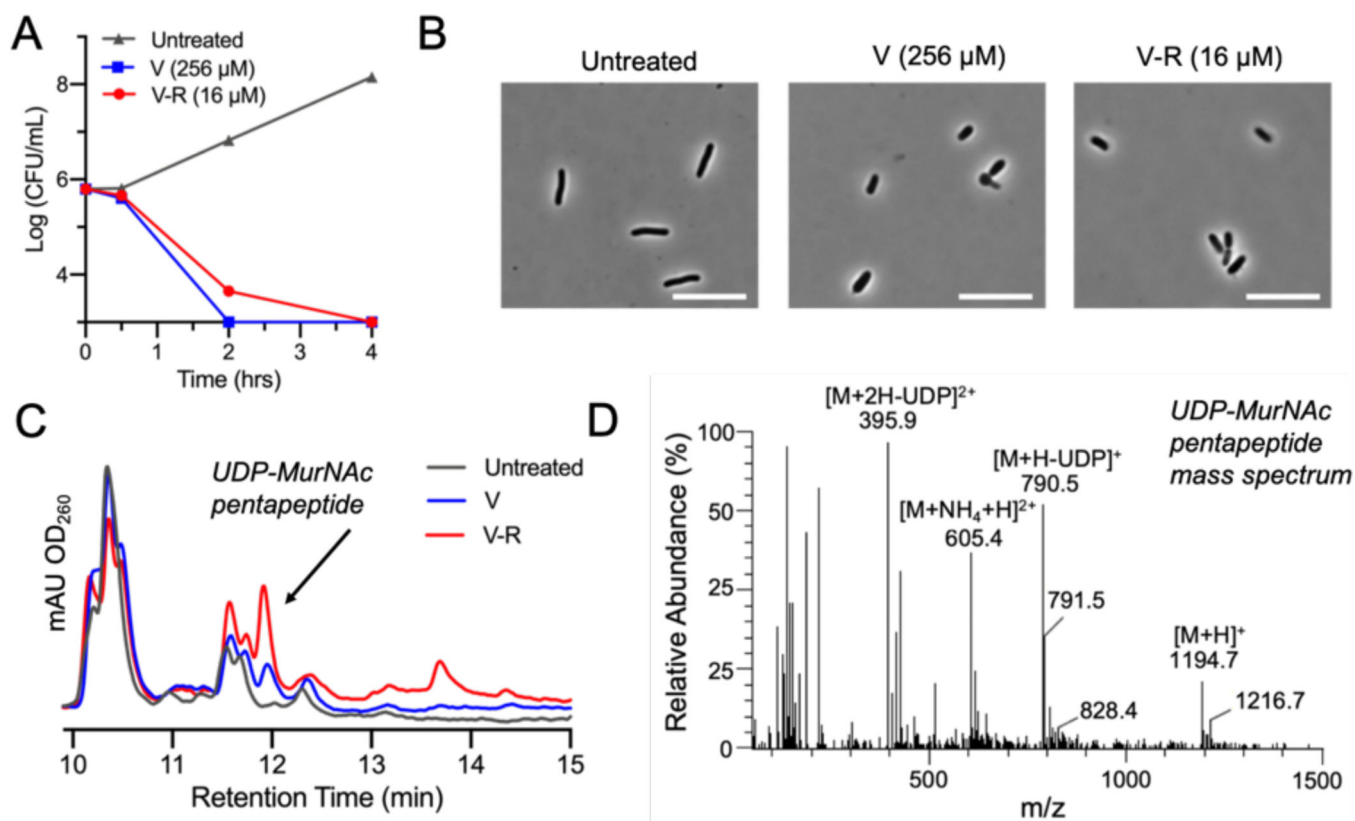 A
Untreated
V (256 µM)
V-R (16 µM)
Log (CFU/mL)
8
6
4
0 1 2 3 4
Time (hrs)
B
Untreated
V (256 µM)
V-R (16 µM)
C
UDP-MurNAc
pentapeptide
Untreated
V
V-R
mAU OD260
10 11 12 13 14 15
Retention Time (min)
D
[M+2H-UDP]2+
395.9
UDP-MurNAc
pentapeptide
mass spectrum
[M+H-UDP]+
790.5
[M+NH4+H]2+
605.4
791.5
[M+H]+
1194.7
828.4
1216.7
Relative Abundance (%)
100
75
50
25
25
0
500 1000 1500
m/z